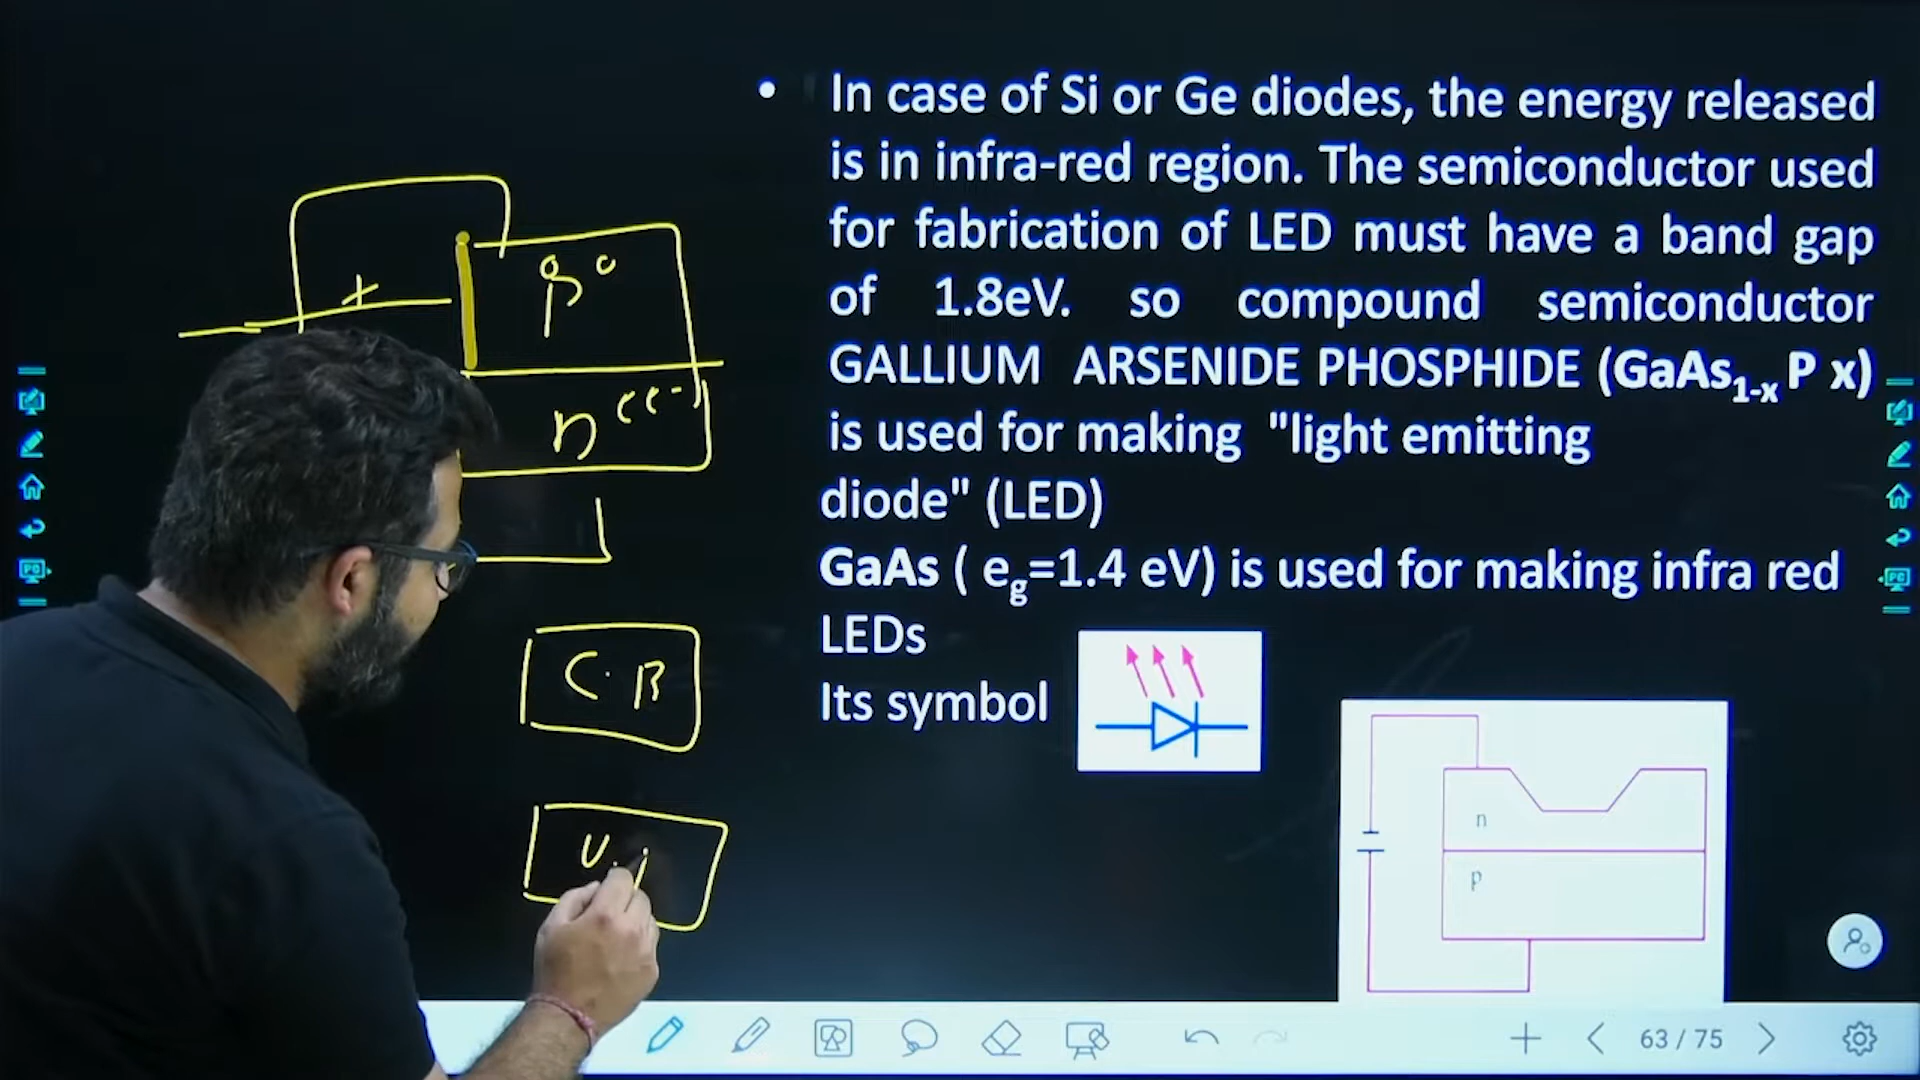 • In case of Si or Ge diodes, the energy released
is in infra-red region. The semiconductor used
for fabrication of LED must have a band gap
of 1.8eV. so compound semiconductor
GALLIUM ARSENIDE PHOSPHIDE (GaAs1-x P x)
is used for making "light emitting
diode" (LED)
GaAs ( eg=1.4 eV) is used for making infra red
LEDs
Its symbol
+
p
n
C.B
V.
n
p
63 / 75